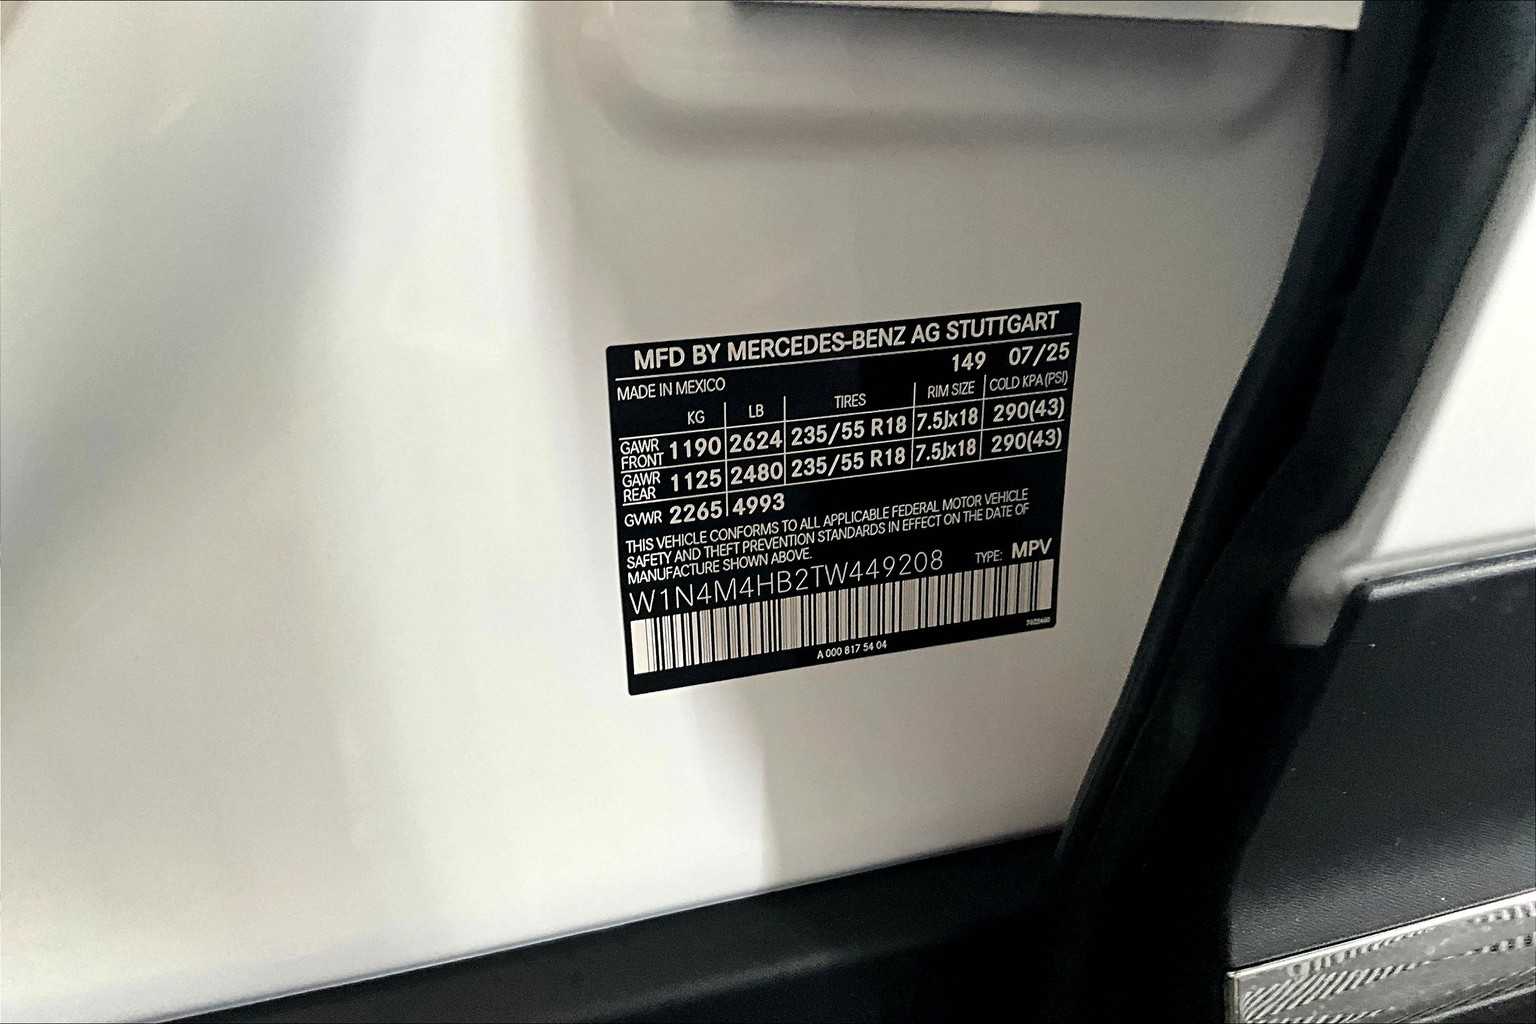 MFD BY MERCEDES-BENZ AG STUTTGART
149 07/25
MADE IN MEXICO
KG LB TIRES RIM SIZE COLD KPA(PSI)
GAWR FRONT 1190 2624 235/55 R18 7.5Jx18 290(43)
GAWR REAR 1125 2480 235/55 R18 7.5Jx18 290(43)
GVWR 2265 4993
THIS VEHICLE CONFORMS TO ALL APPLICABLE FEDERAL MOTOR VEHICLE
SAFETY AND THEFT PREVENTION STANDARDS IN EFFECT ON THE DATE OF
MANUFACTURE SHOWN ABOVE.
W1N4M4HB2TW449208 TYPE: MPV
A 000 817 54 04